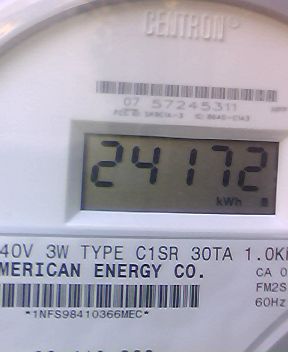 CENTRON®
07 57245311
24172
kWh
40V 3W TYPE C1SR 30TA 1.0K
MERICAN ENERGY CO.
CA 0
FM2S
60Hz
*1NFS98410366MEC*